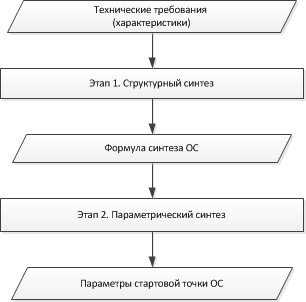 Технические требования
(характеристики)
Этап 1. Структурный синтез
Формула синтеза ОС
Этап 2. Параметрический синтез
Параметры стартовой точки ОС